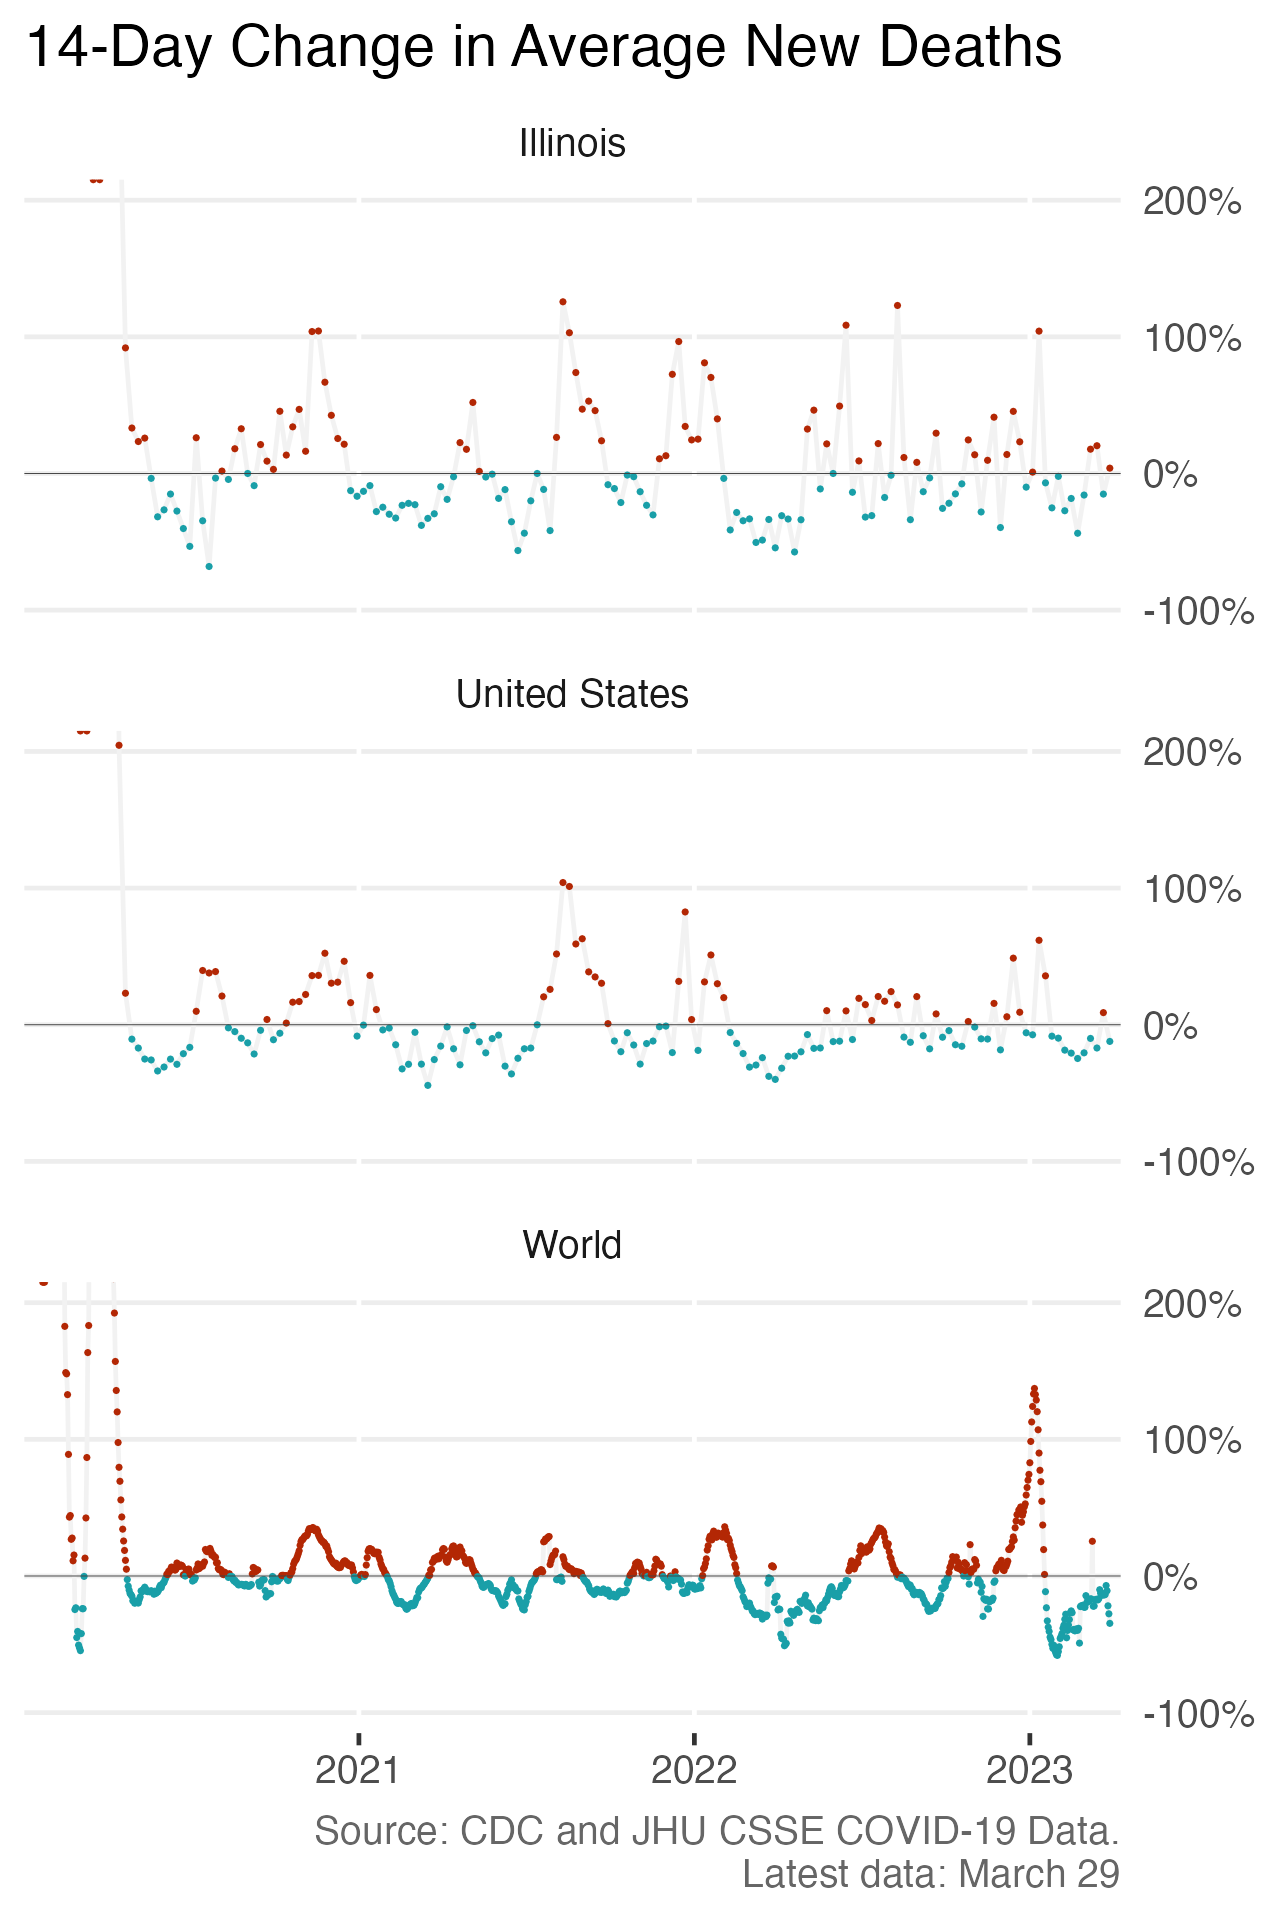 14-Day Change in Average New Deaths
Illinois
200%
100%
0%
-100%
United States
200%
100%
0%
-100%
World
200%
100%
0%
-100%
2021 2022 2023
Source: CDC and JHU CSSE COVID-19 Data.
Latest data: March 29